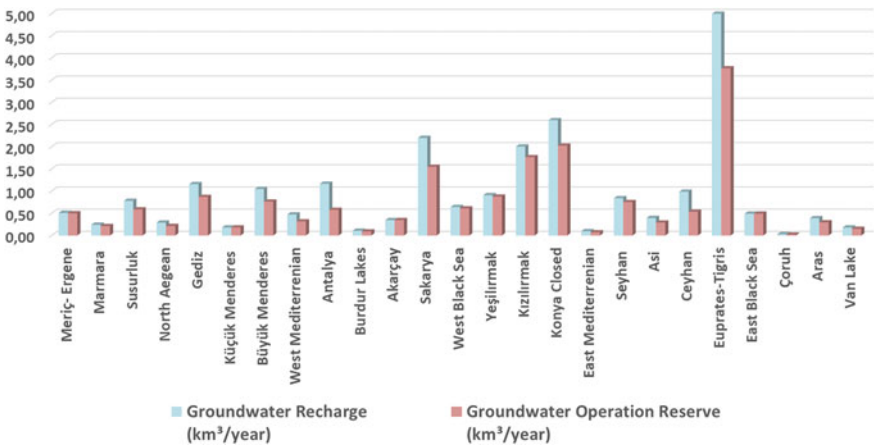 5,00
4,50
4,00
3,50
3,00
2,50
2,00
1,50
1,00
0,50
0,00
Meriç- Ergene
Marmara
Susurluk
North Aegean
Gediz
Küçük Menderes
Büyük Menderes
West Mediterrenian
Antalya
Burdur Lakes
Akarçay
Sakarya
West Black Sea
Yeşilırmak
Kızılırmak
Konya Closed
East Mediterrenian
Seyhan
Asi
Ceyhan
Euprates-Tigris
East Black Sea
Çoruh
Aras
Van Lake
Groundwater Recharge
(km³/year)
Groundwater Operation Reserve
(km³/year)